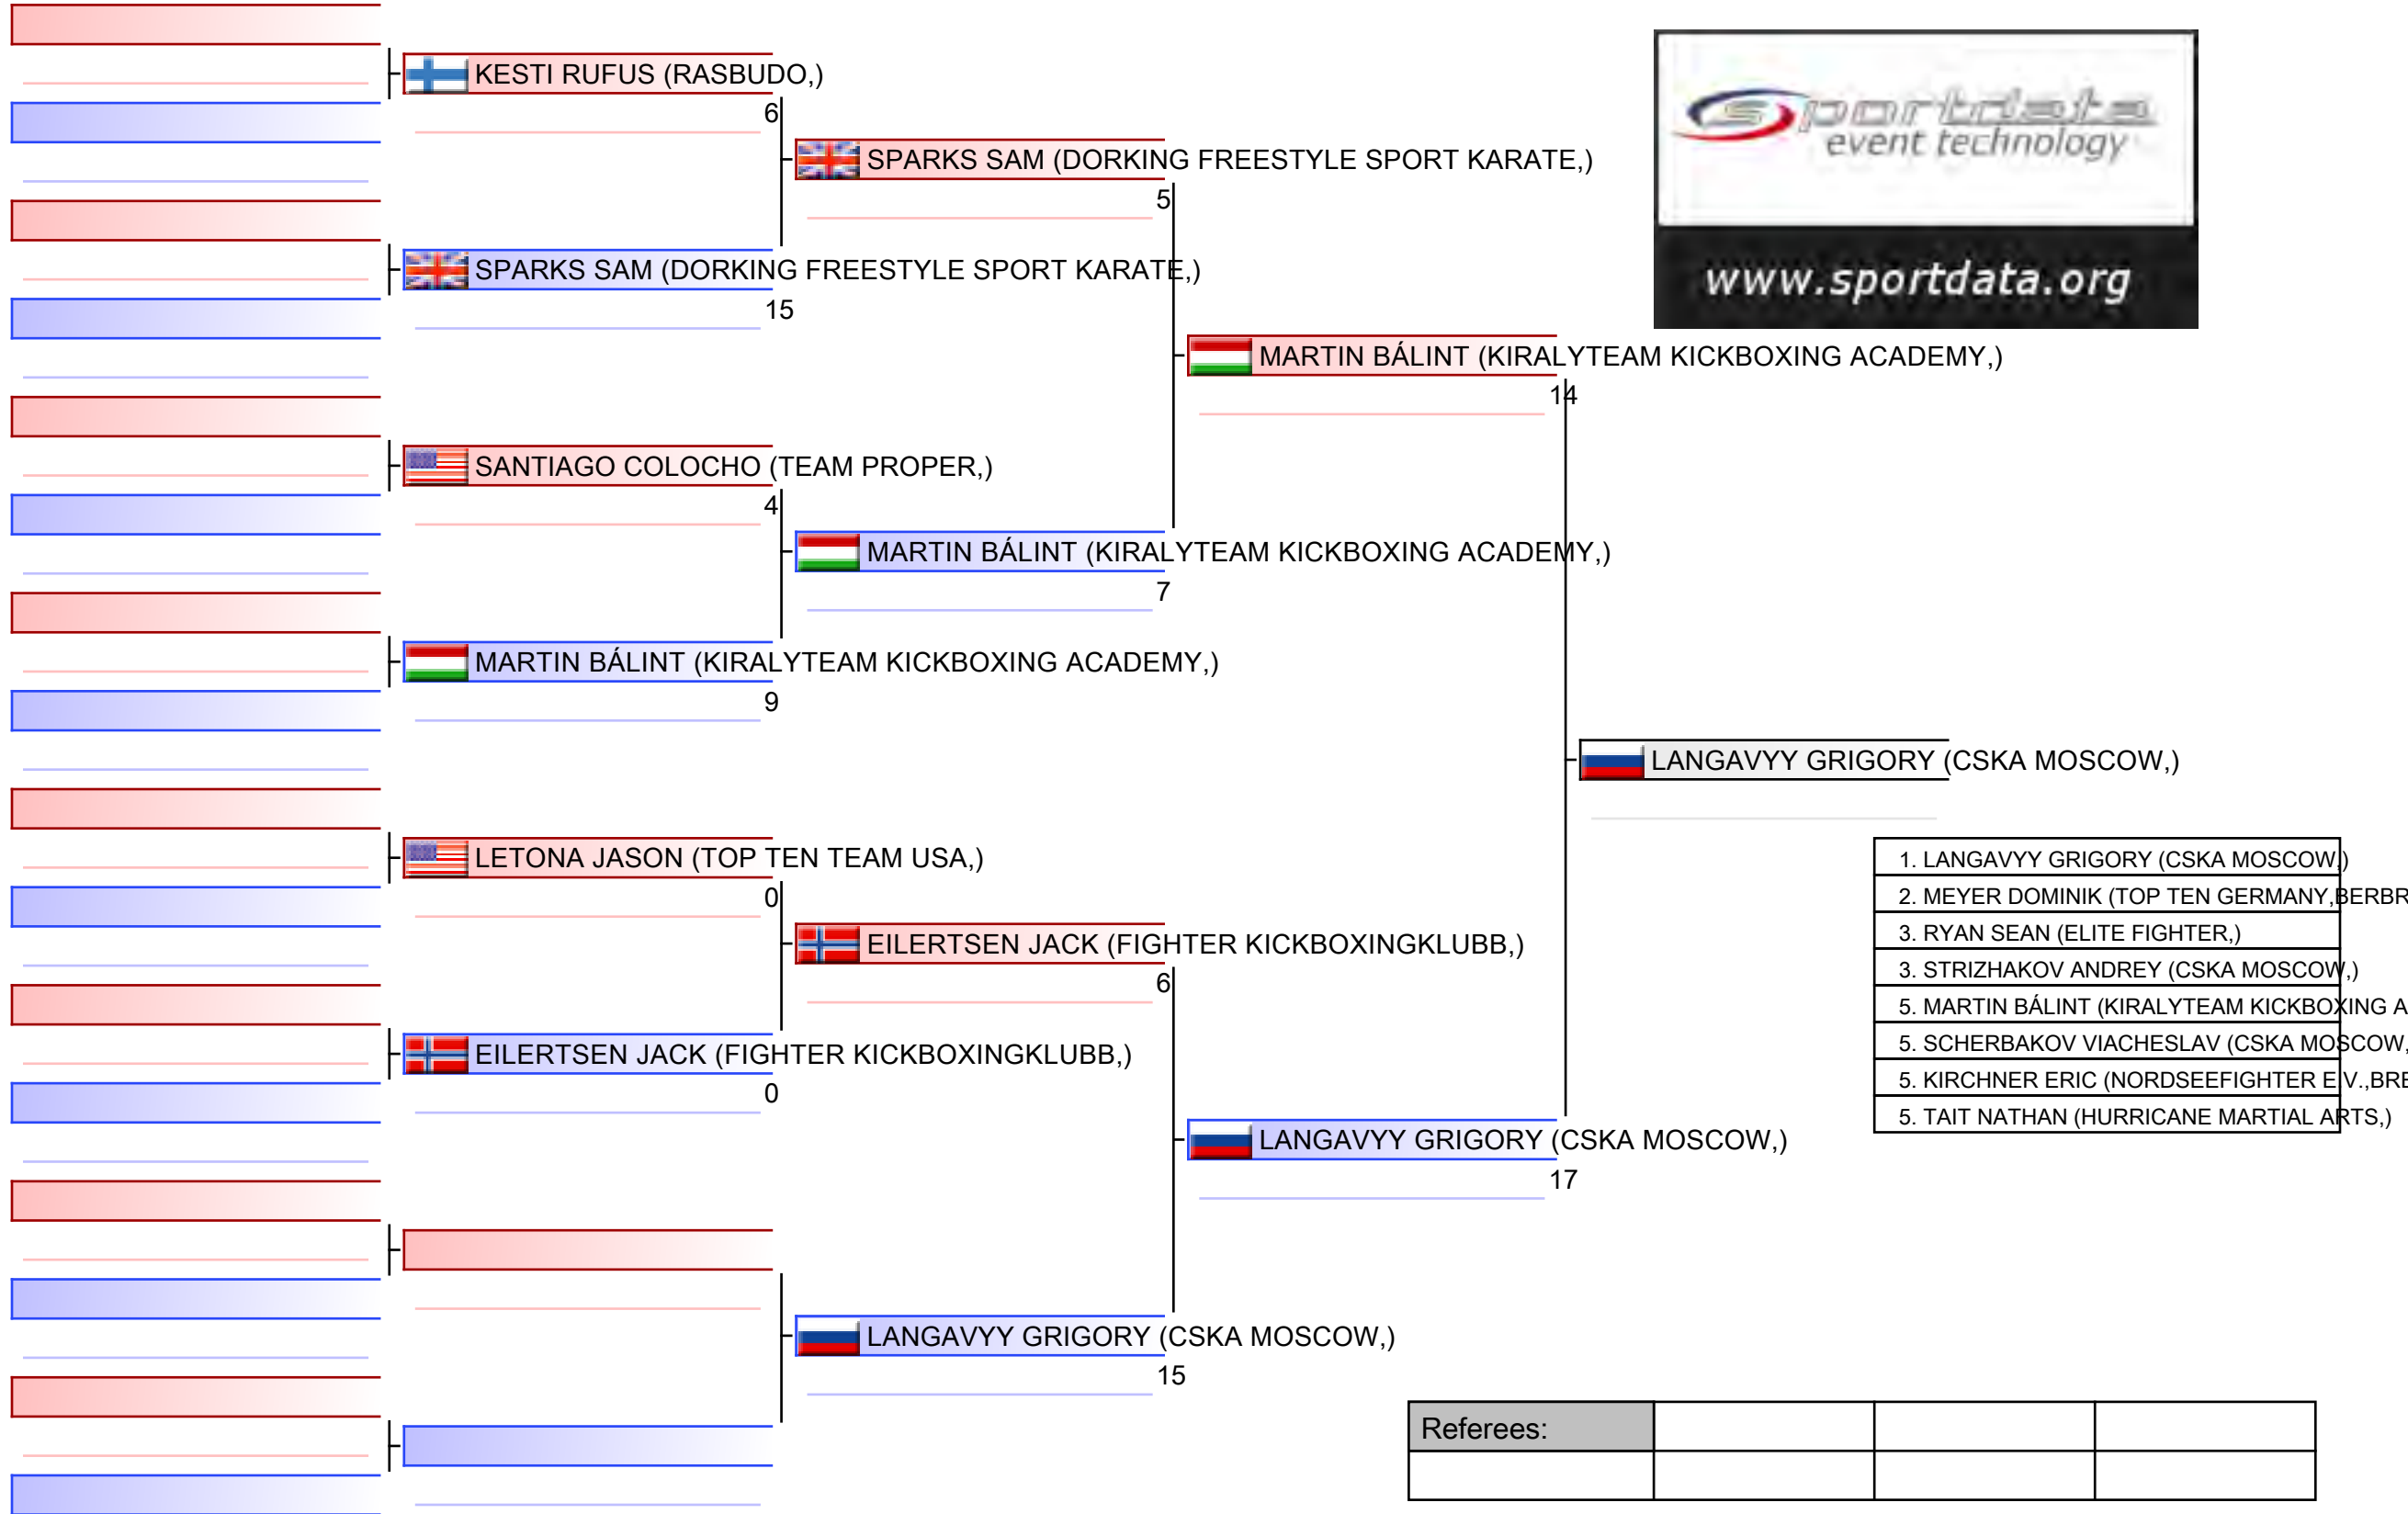 KESTI RUFUS (RASBUDO,)
6
SPARKS SAM (DORKING FREESTYLE SPORT KARATE,)
5
SPARKS SAM (DORKING FREESTYLE SPORT KARATE,)
15
MARTIN BÁLINT (KIRALYTEAM KICKBOXING ACADEMY,)
14
SANTIAGO COLOCHO (TEAM PROPER,)
4
MARTIN BÁLINT (KIRALYTEAM KICKBOXING ACADEMY,)
7
MARTIN BÁLINT (KIRALYTEAM KICKBOXING ACADEMY,)
9
LANGAVYY GRIGORY (CSKA MOSCOW,)
LETONA JASON (TOP TEN TEAM USA,)
0
EILERTSEN JACK (FIGHTER KICKBOXINGKLUBB,)
6
EILERTSEN JACK (FIGHTER KICKBOXINGKLUBB,)
0
LANGAVYY GRIGORY (CSKA MOSCOW,)
17
LANGAVYY GRIGORY (CSKA MOSCOW,)
15
sportdata
event technology
www.sportdata.org
1. LANGAVYY GRIGORY (CSKA MOSCOW,)
2. MEYER DOMINIK (TOP TEN GERMANY,BERBR
3. RYAN SEAN (ELITE FIGHTER,)
3. STRIZHAKOV ANDREY (CSKA MOSCOW,)
5. MARTIN BÁLINT (KIRALYTEAM KICKBOXING A
5. SCHERBAKOV VIACHESLAV (CSKA MOSCOW,
5. KIRCHNER ERIC (NORDSEEFIGHTER E.V.,BRE
5. TAIT NATHAN (HURRICANE MARTIAL ARTS,)
Referees: